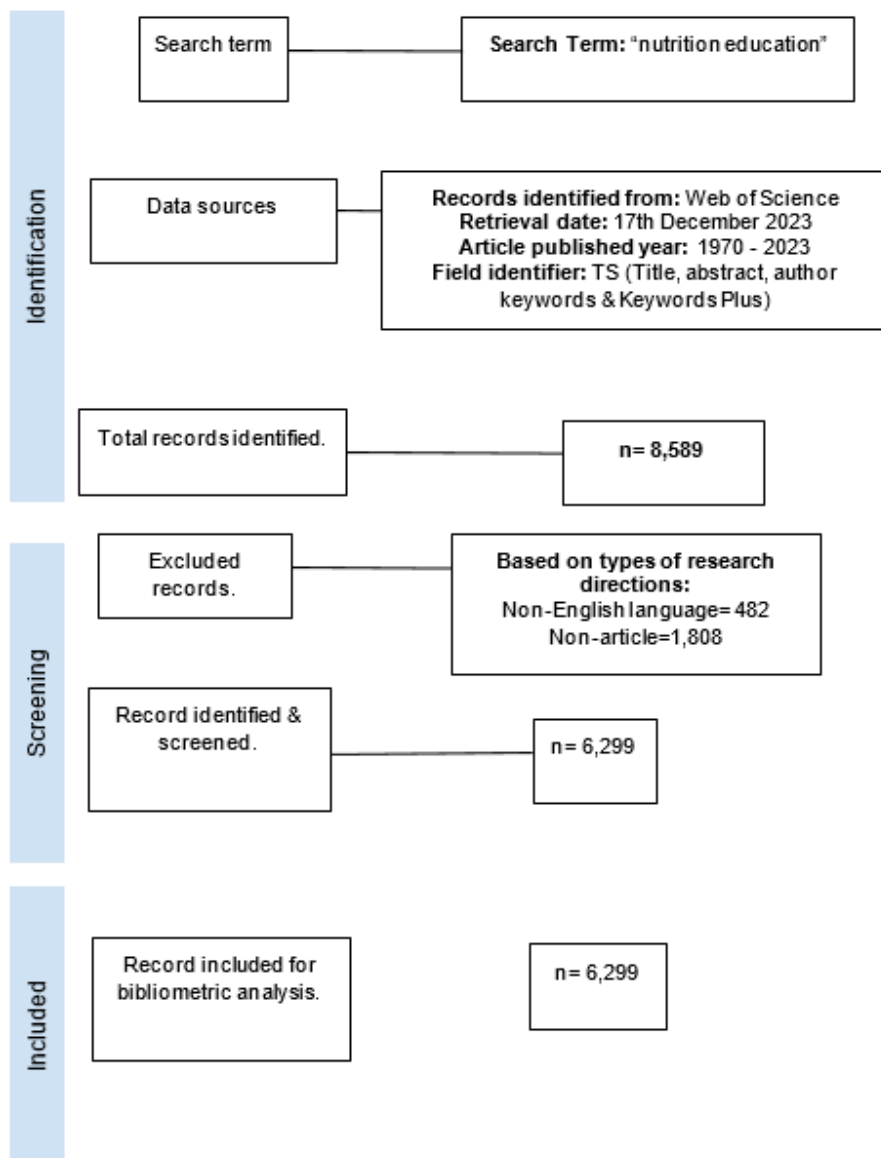 Identification
Search term
Search Term: “nutrition education”
Data sources
Records identified from: Web of Science
Retrieval date: 17th December 2023
Article published year: 1970 - 2023
Field identifier: TS (Title, abstract, author
keywords & Keywords Plus)
Total records identified.
n= 8,589
Screening
Excluded
records.
Based on types of research
directions:
Non-English language= 482
Non-article=1,808
Record identified &
screened.
n= 6,299
Included
Record included for
bibliometric analysis.
n= 6,299